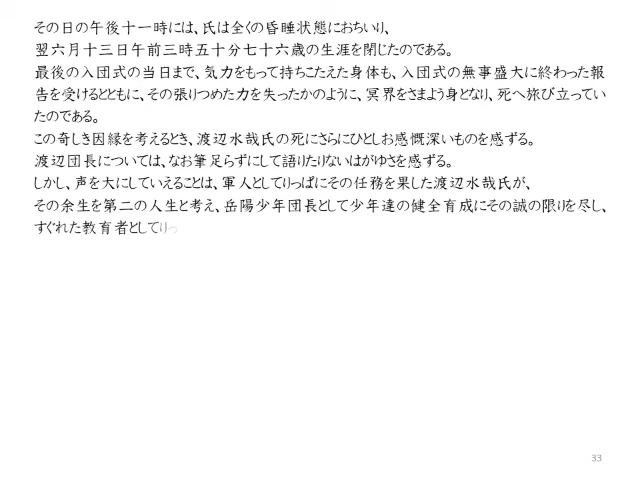 その日の午後十一時には、氏は全くの昏睡状態におちいり、
翌六月十三日午前三時五十分七十六歳の生涯を閉じたのである。
最後の入団式の当日まで、気力をもって持ちこたえた身体も、入団式の無事盛大に終わった報
告を受けるとともに、その張りつめた力を失ったかのように、冥界をさまよう身となり、死へ旅び立ってい
たのである。
この奇しき因縁を考えるとき、渡辺水哉氏の死にさらにひとしお感慨深いものを感ずる。
渡辺団長については、なお筆足らずにして語りたりないはがゆさを感ずる。
しかし、声を大にしていえることは、軍人としてりっぱにその任務を果した渡辺水哉氏が、
その余生を第二の人生と考え、岳陽少年団長として少年達の健全育成にその誠の限りを尽し、
すぐれた教育者としてりっ
33